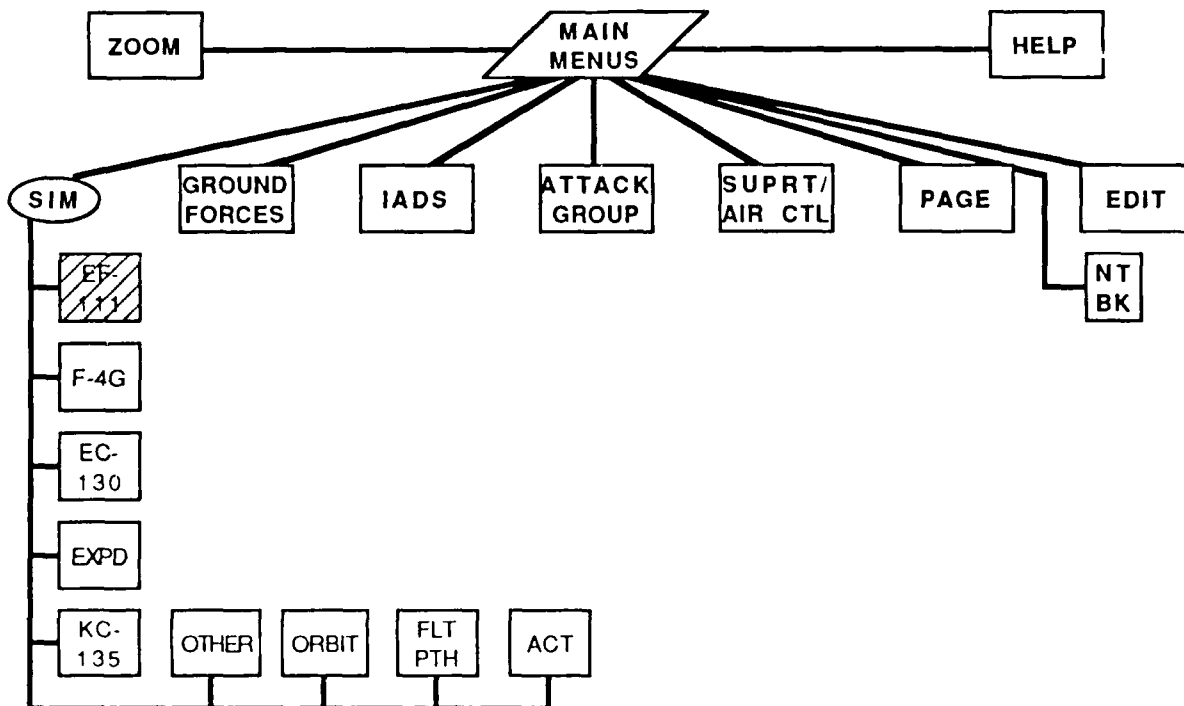 ZOOM
MAIN
MENUS
HELP
SIM
GROUND
FORCES
IADS
ATTACK
GROUP
SUPRT/
AIR CTL
PAGE
EDIT
EF-
111
NT
BK
F-4G
EC-
130
EXPD
KC-
135
OTHER
ORBIT
FLT
PTH
ACT